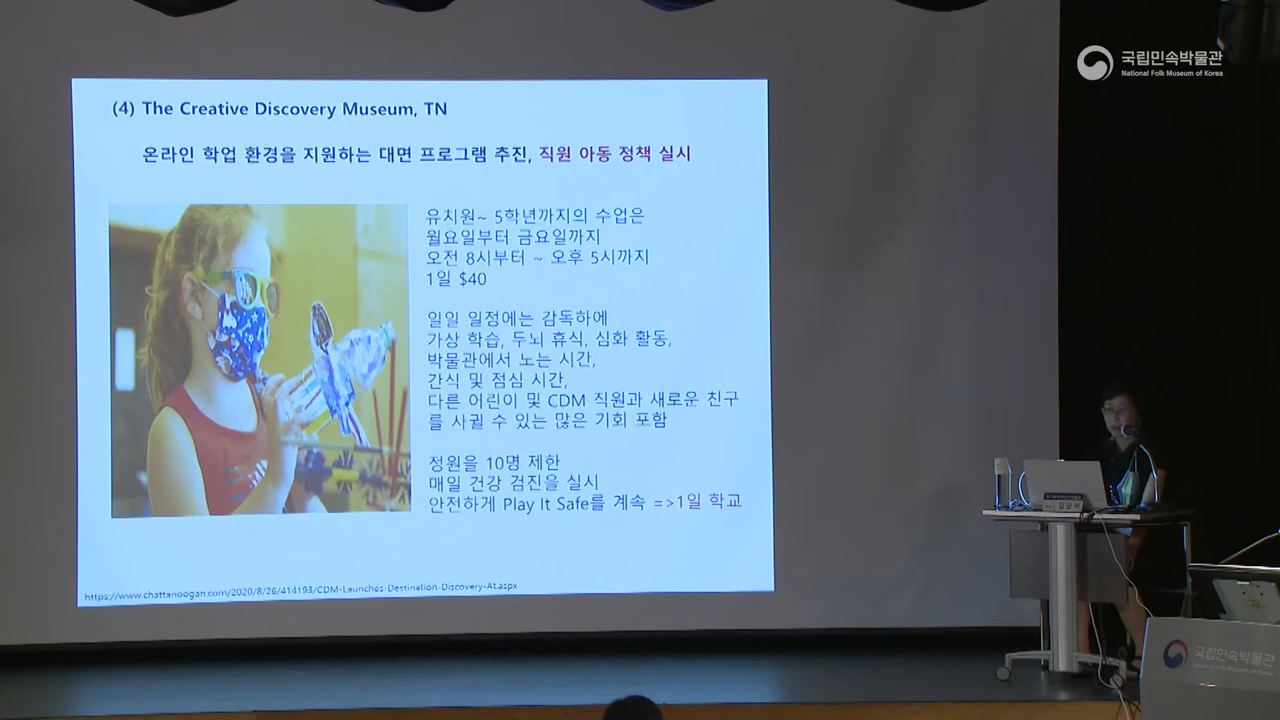 국립민속박물관
National Folk Museum of Korea
(4) The Creative Discovery Museum, TN
온라인 학업 환경을 지원하는 대면 프로그램 추진, 직원 아동 정책 실시
유치원~ 5학년까지의 수업은
월요일부터 금요일까지
오전 8시부터 ~ 오후 5시까지
1일 $40
일일 일정에는 감독하에
가상 학습, 두뇌 휴식, 심화 활동,
박물관에서 노는 시간,
간식 및 점심 시간,
다른 어린이 및 CDM 직원과 새로운 친구
를 사귈 수 있는 많은 기회 포함
정원을 10명 제한
매일 건강 검진을 실시
안전하게 Play It Safe를 계속 =>1일 학교
https://www.chattanoogan.com/2020/8/26/414193/CDM-Launches-Destination-Discovery-At.aspx
국립민속박물관
National Folk Museum of Korea